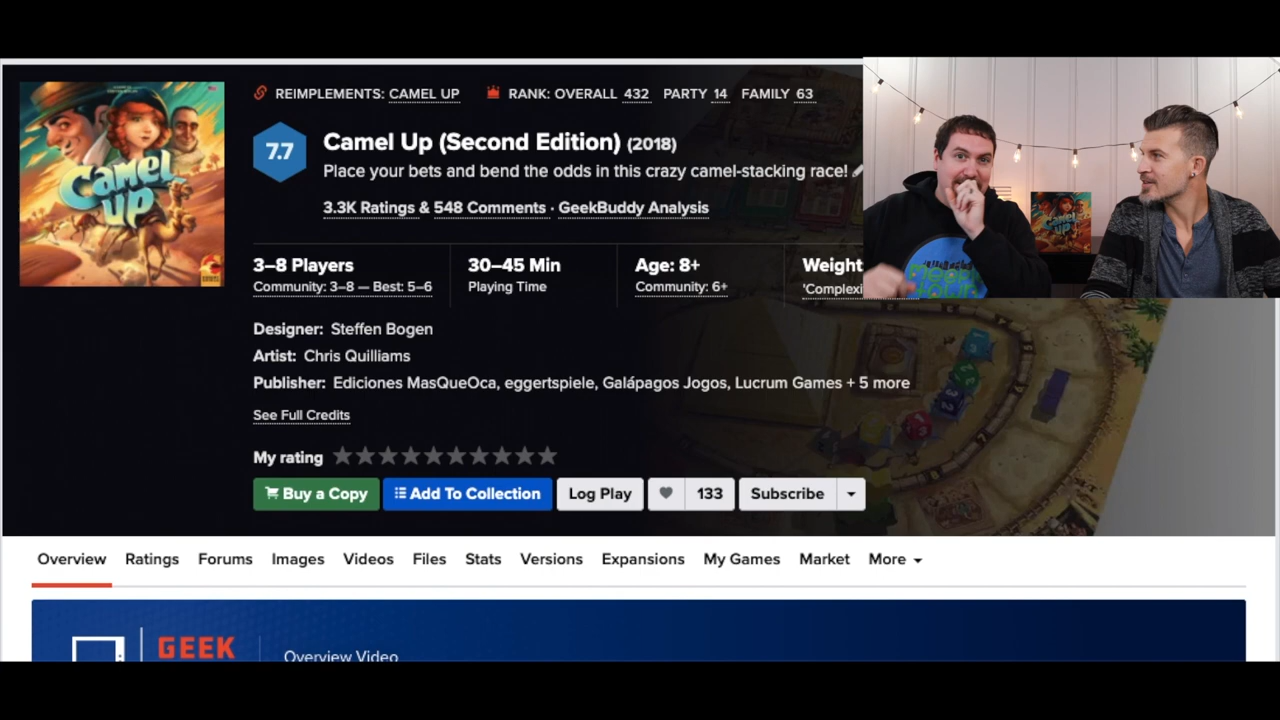 REIMPLEMENTS: CAMEL UP RANK: OVERALL 432 PARTY 14 FAMILY 63
7.7
Camel Up (Second Edition) (2018)
Place your bets and bend the odds in this crazy camel-stacking race!
3.3K Ratings & 548 Comments · GeekBuddy Analysis
Camel
UP
3–8 Players 30–45 Min Age: 8+ Weight
Community: 3–8 — Best: 5–6 Playing Time Community: 6+
Designer: Steffen Bogen
Artist: Chris Quilliams
Publisher: Ediciones MasQueOca, eggertspiele, Galápagos Jogos, Lucrum Games + 5 more
See Full Credits
My rating
Buy a Copy Add To Collection Log Play 133 Subscribe
Overview Ratings Forums Images Videos Files Stats Versions Expansions My Games Market More
GEEK Overview Video